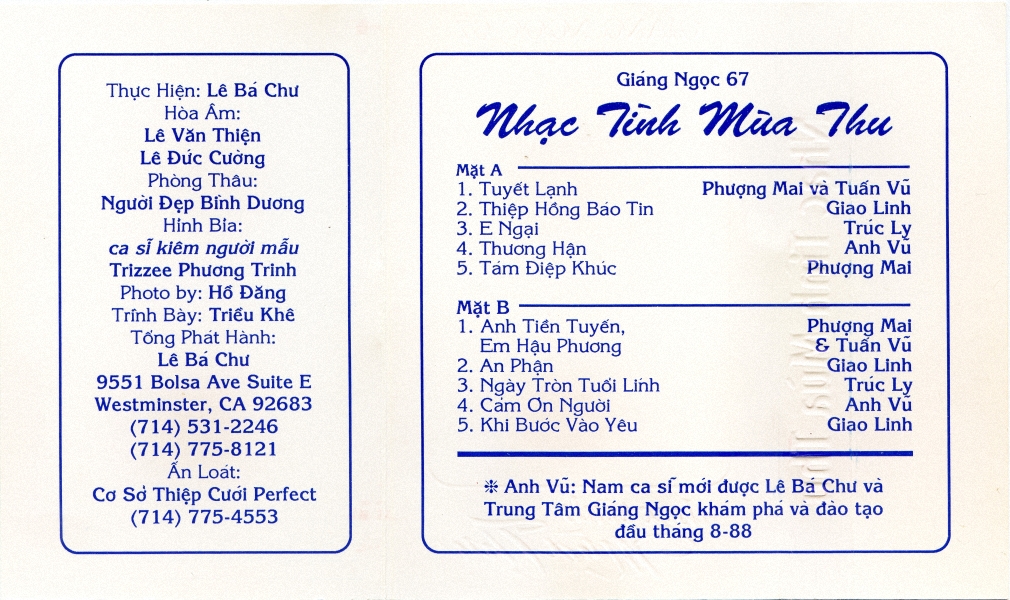 Thực Hiện: Lê Bá Chư
Hòa Âm:
Lê Văn Thiện
Lê Đức Cường
Phòng Thâu:
Người Đẹp Bình Dương
Hình Bìa:
ca sĩ kiêm người mẫu
Trizzee Phương Trinh
Photo by: Hồ Đăng
Trình Bày: Triều Khê
Tổng Phát Hành:
Lê Bá Chư
9551 Bolsa Ave Suite E
Westminster, CA 92683
(714) 531-2246
(714) 775-8121
Ấn Loát:
Cơ Sở Thiệp Cưới Perfect
(714) 775-4553
Giáng Ngọc 67
Nhạc Tình Mùa Thu
Mặt A
1. Tuyết Lạnh Phượng Mai và Tuấn Vũ
2. Thiệp Hồng Báo Tin Giao Linh
3. E Ngại Trúc Ly
4. Thương Hận Anh Vũ
5. Tám Điệp Khúc Phượng Mai
Mặt B
1. Anh Tiền Tuyến, Phượng Mai
Em Hậu Phương & Tuấn Vũ
2. An Phận Giao Linh
3. Ngày Tròn Tuổi Lính Trúc Ly
4. Cám Ơn Người Anh Vũ
5. Khi Bước Vào Yêu Giao Linh
❉ Anh Vũ: Nam ca sĩ mới được Lê Bá Chư và
Trung Tâm Giáng Ngọc khám phá và đào tạo
đầu tháng 8-88